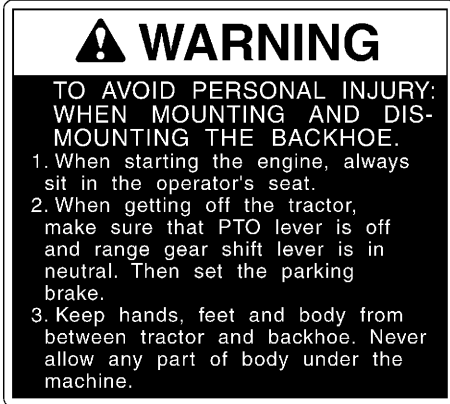 WARNING
TO AVOID PERSONAL INJURY:
WHEN MOUNTING AND DIS-
MOUNTING THE BACKHOE.
1. When starting the engine, always
sit in the operator's seat.
2. When getting off the tractor,
make sure that PTO lever is off
and range gear shift lever is in
neutral. Then set the parking
brake.
3. Keep hands, feet and body from
between tractor and backhoe. Never
allow any part of body under the
machine.